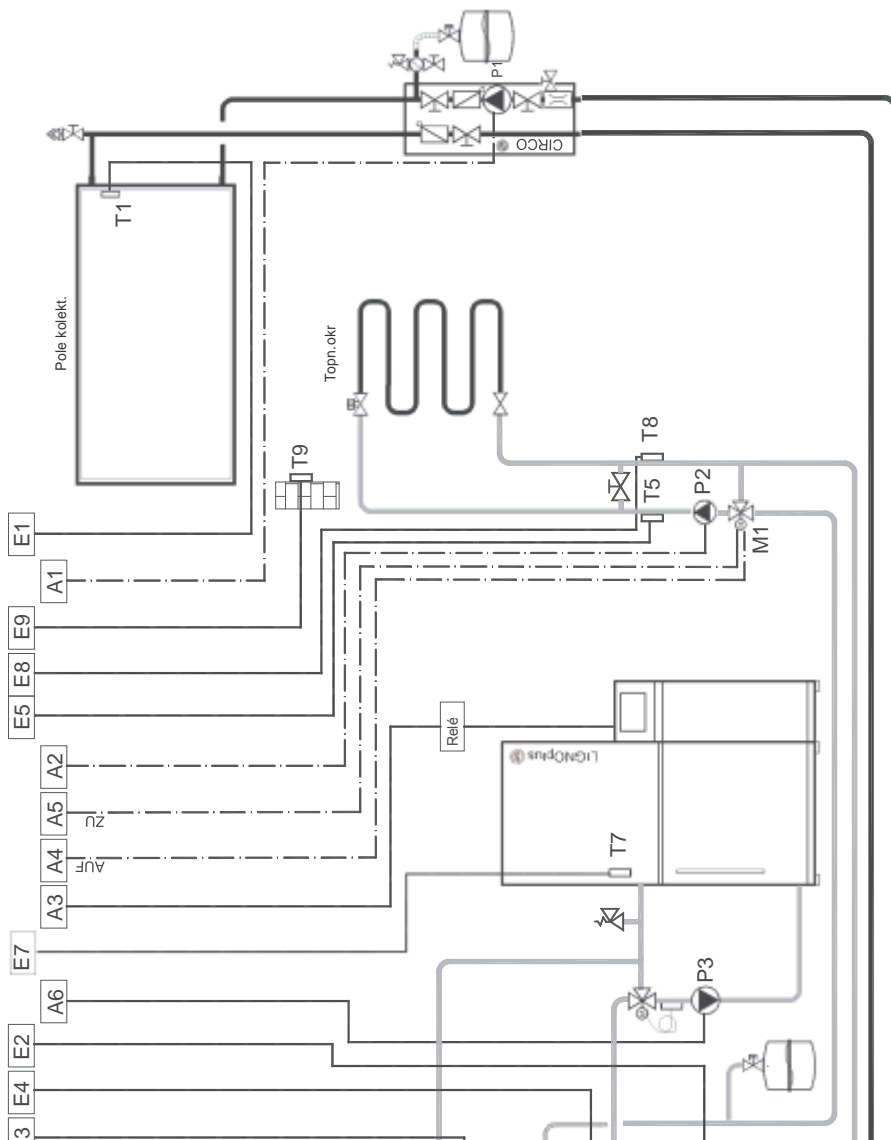 P1
CIRCO
T1
Pole kolekt.
Topn.okr
T9
T8
T5
P2
M1
E1
A1
E9
E8
E5
A2
A5
ZU
A4
AUF
A3
E7
A6
E2
E4
3
Relé
LIGNOplus
T7
P3